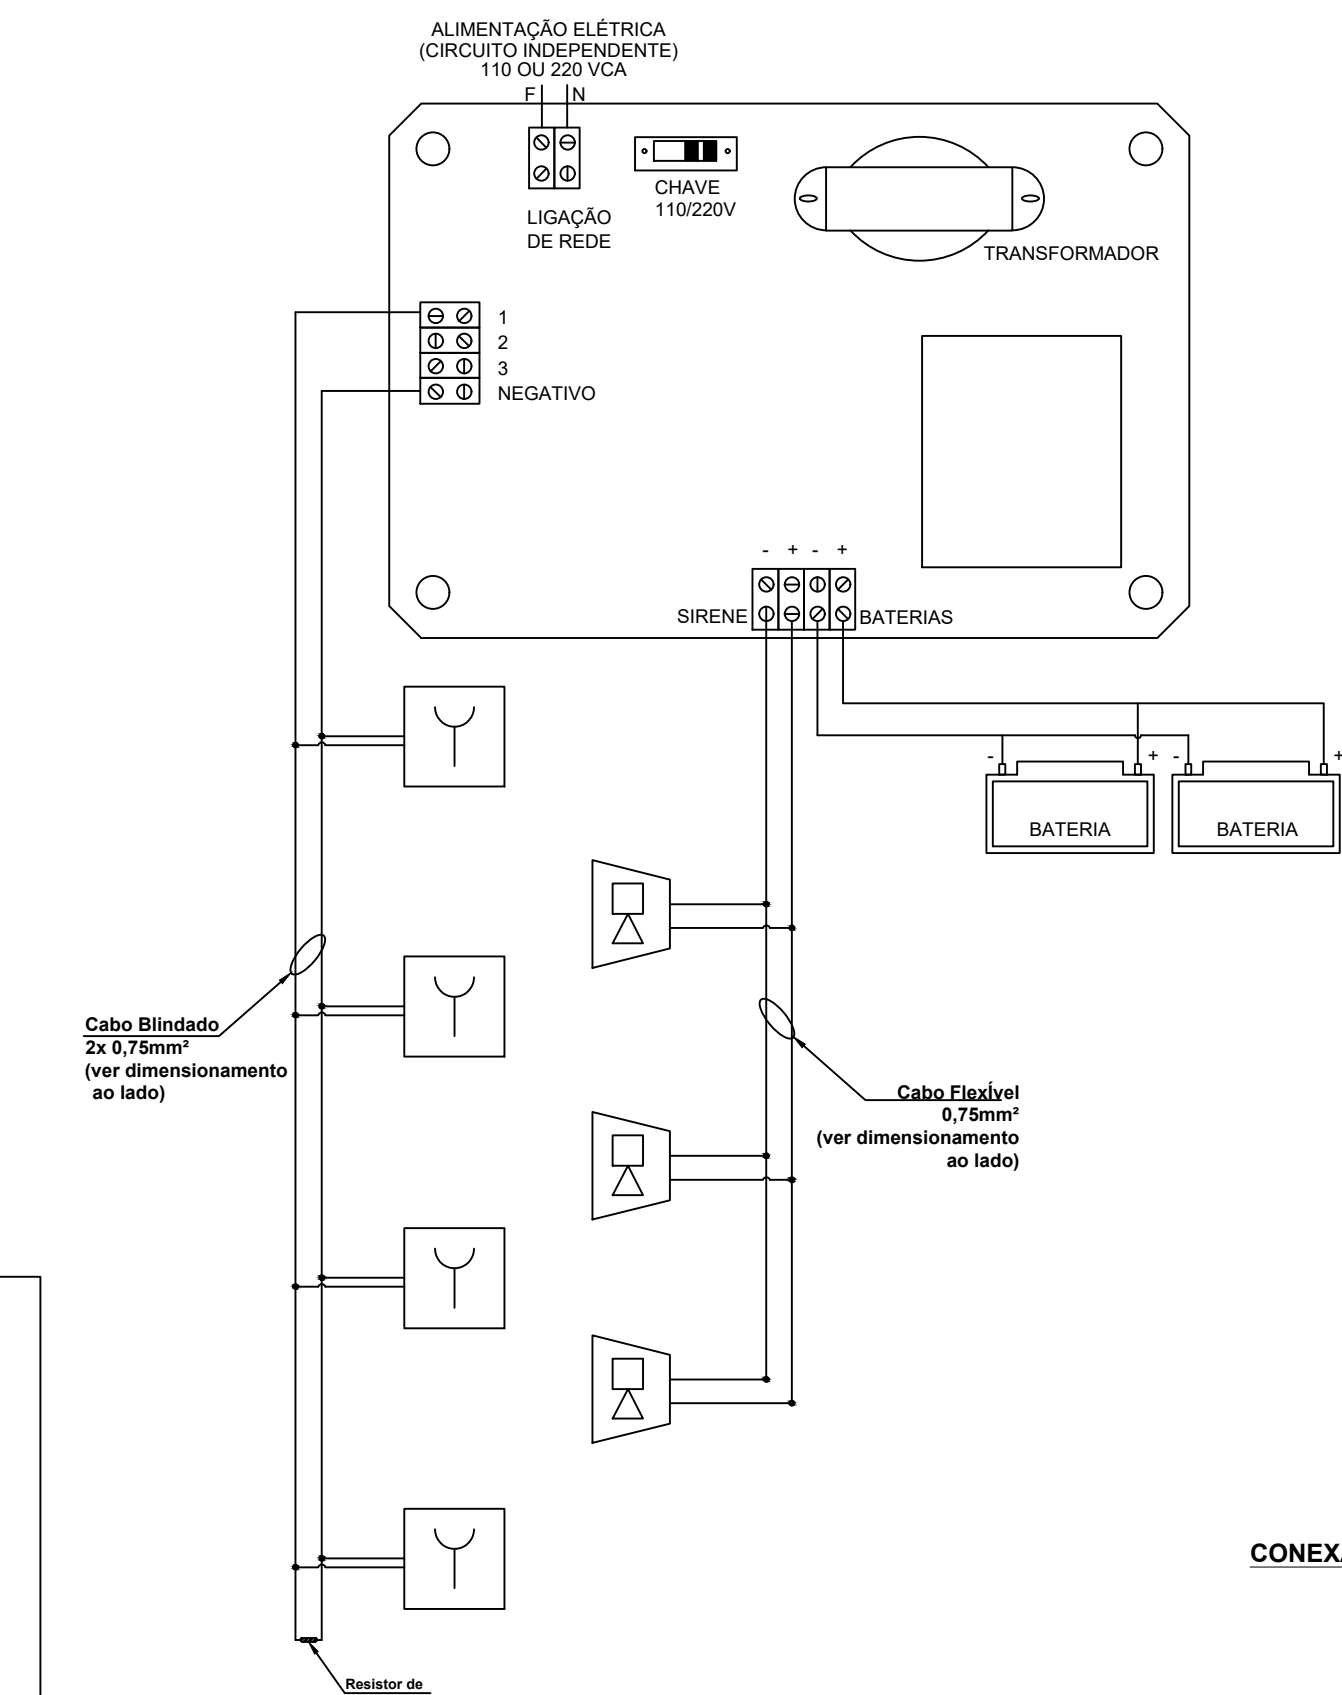 ALIMENTAÇÃO ELÉTRICA
(CIRCUITO INDEPENDENTE)
110 OU 220 VCA
F N
CHAVE
110/220V
LIGAÇÃO
DE REDE
TRANSFORMADOR
1
2
3
NEGATIVO
- + - +
SIRENE
BATERIAS
- + - +
BATERIA
BATERIA
Cabo Blindado
2x 0,75mm²
(ver dimensionamento
ao lado)
Cabo FlexÍvel
0,75mm²
(ver dimensionamento
ao lado)
Resistor de